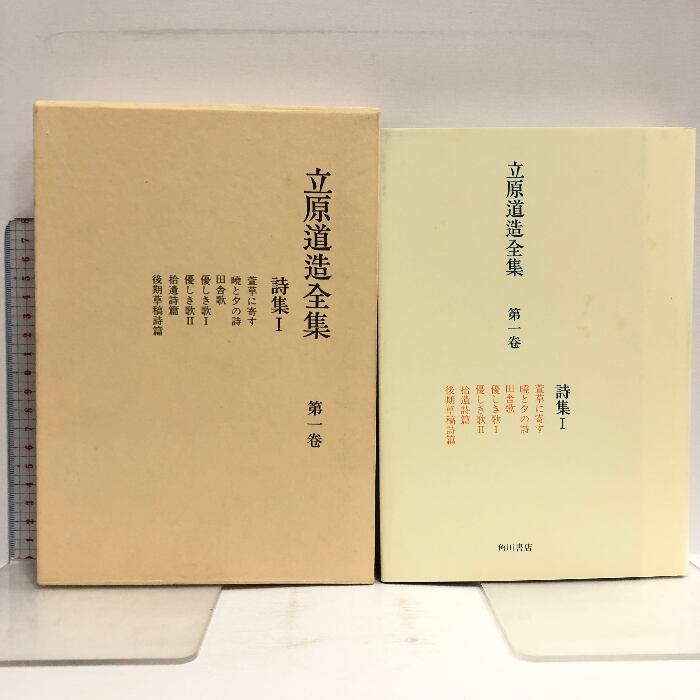 立原道造全集
第一卷
詩集Ⅰ
萱草に寄す
曉と夕の詩
田舎歌
優しき歌Ⅰ
優しき歌Ⅱ
拾遺詩篇
後期草稿詩篇
立原道造全集
第一卷
詩集Ⅰ
萱草に寄す
曉と夕の詩
田舎歌
優しき歌Ⅰ
優しき歌Ⅱ
拾遺詩篇
後期草稿詩篇
角川書店